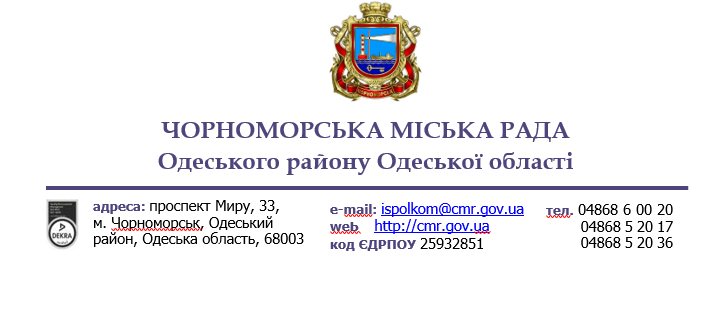 ЧОРНОМОРСЬК
ЧОРНОМОРСЬКА МІСЬКА РАДА
Одеського району Одеської області
DEKRA
адреса: проспект Миру, 33,
м. Чорноморськ, Одеський
район, Одеська область, 68003
e-mail: ispolkom@cmr.gov.ua
web http://cmr.gov.ua
код ЄДРПОУ 25932851
тел. 04868 6 00 20
04868 5 20 17
04868 5 20 36